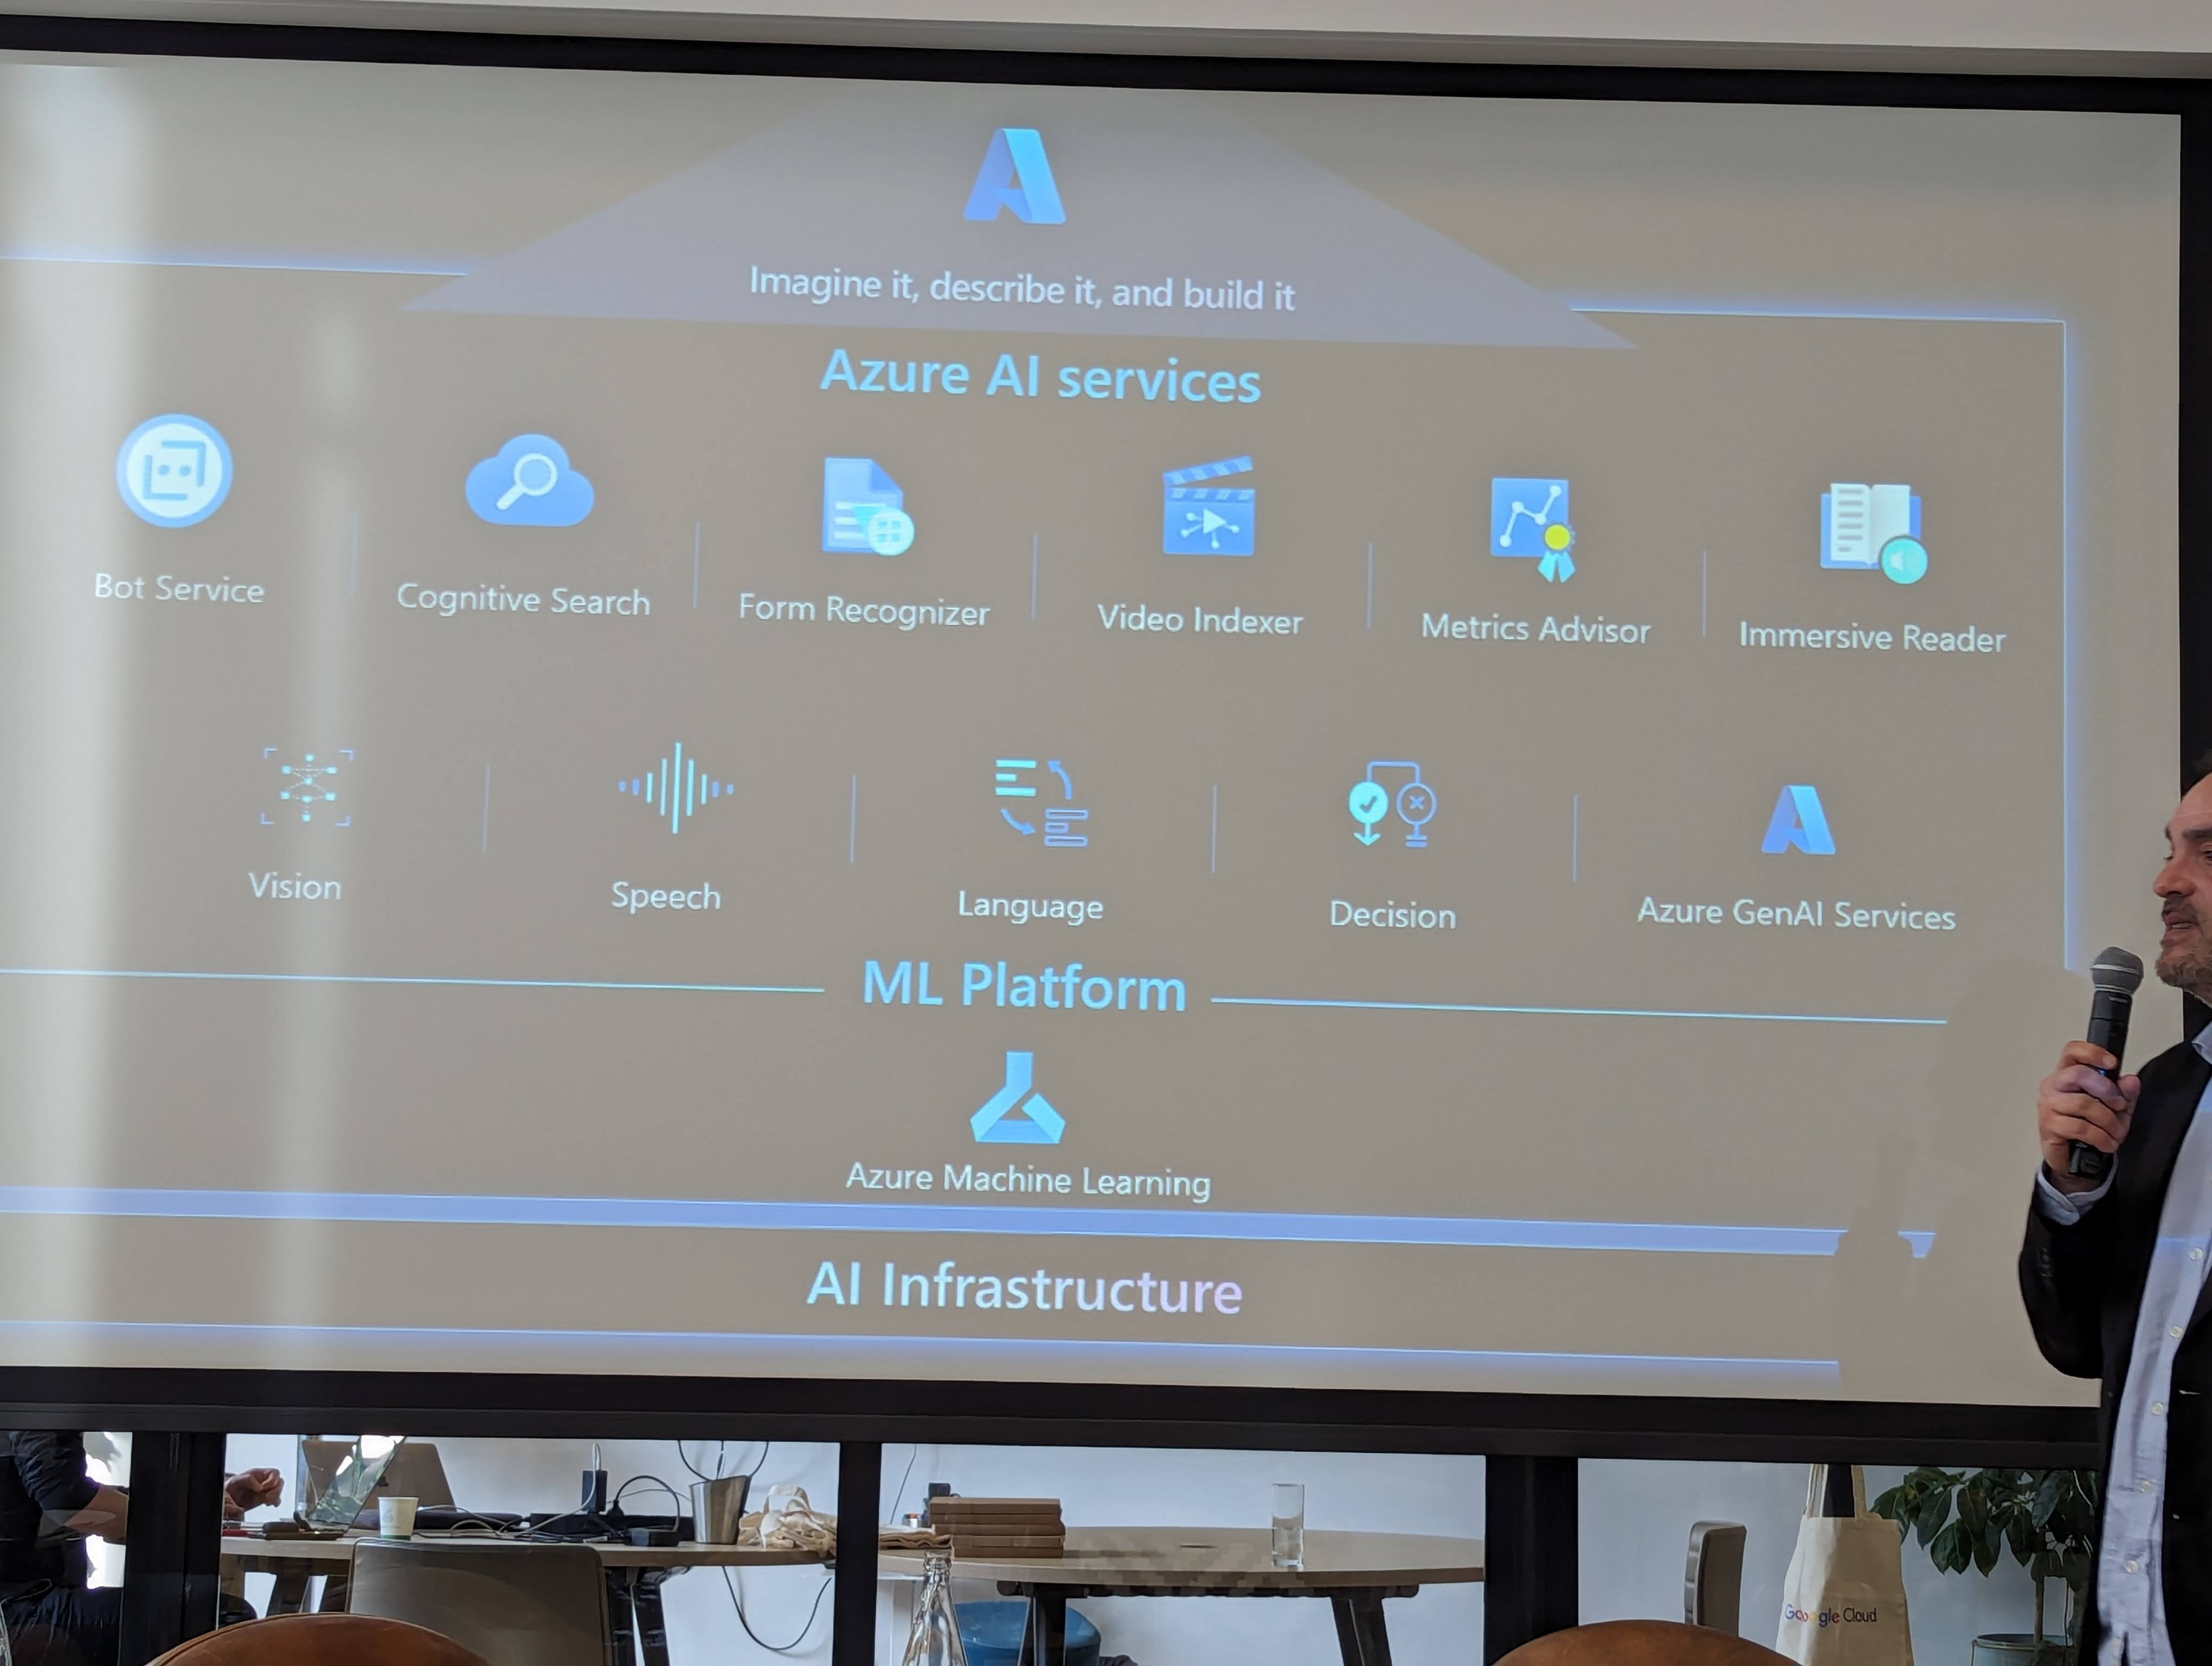 Imagine it, describe it, and build it
Azure AI services
Bot Service
Cognitive Search
Form Recognizer
Video Indexer
Metrics Advisor
Immersive Reader
Vision
Speech
Language
Decision
Azure GenAI Services
ML Platform
Azure Machine Learning
AI Infrastructure
Google Cloud